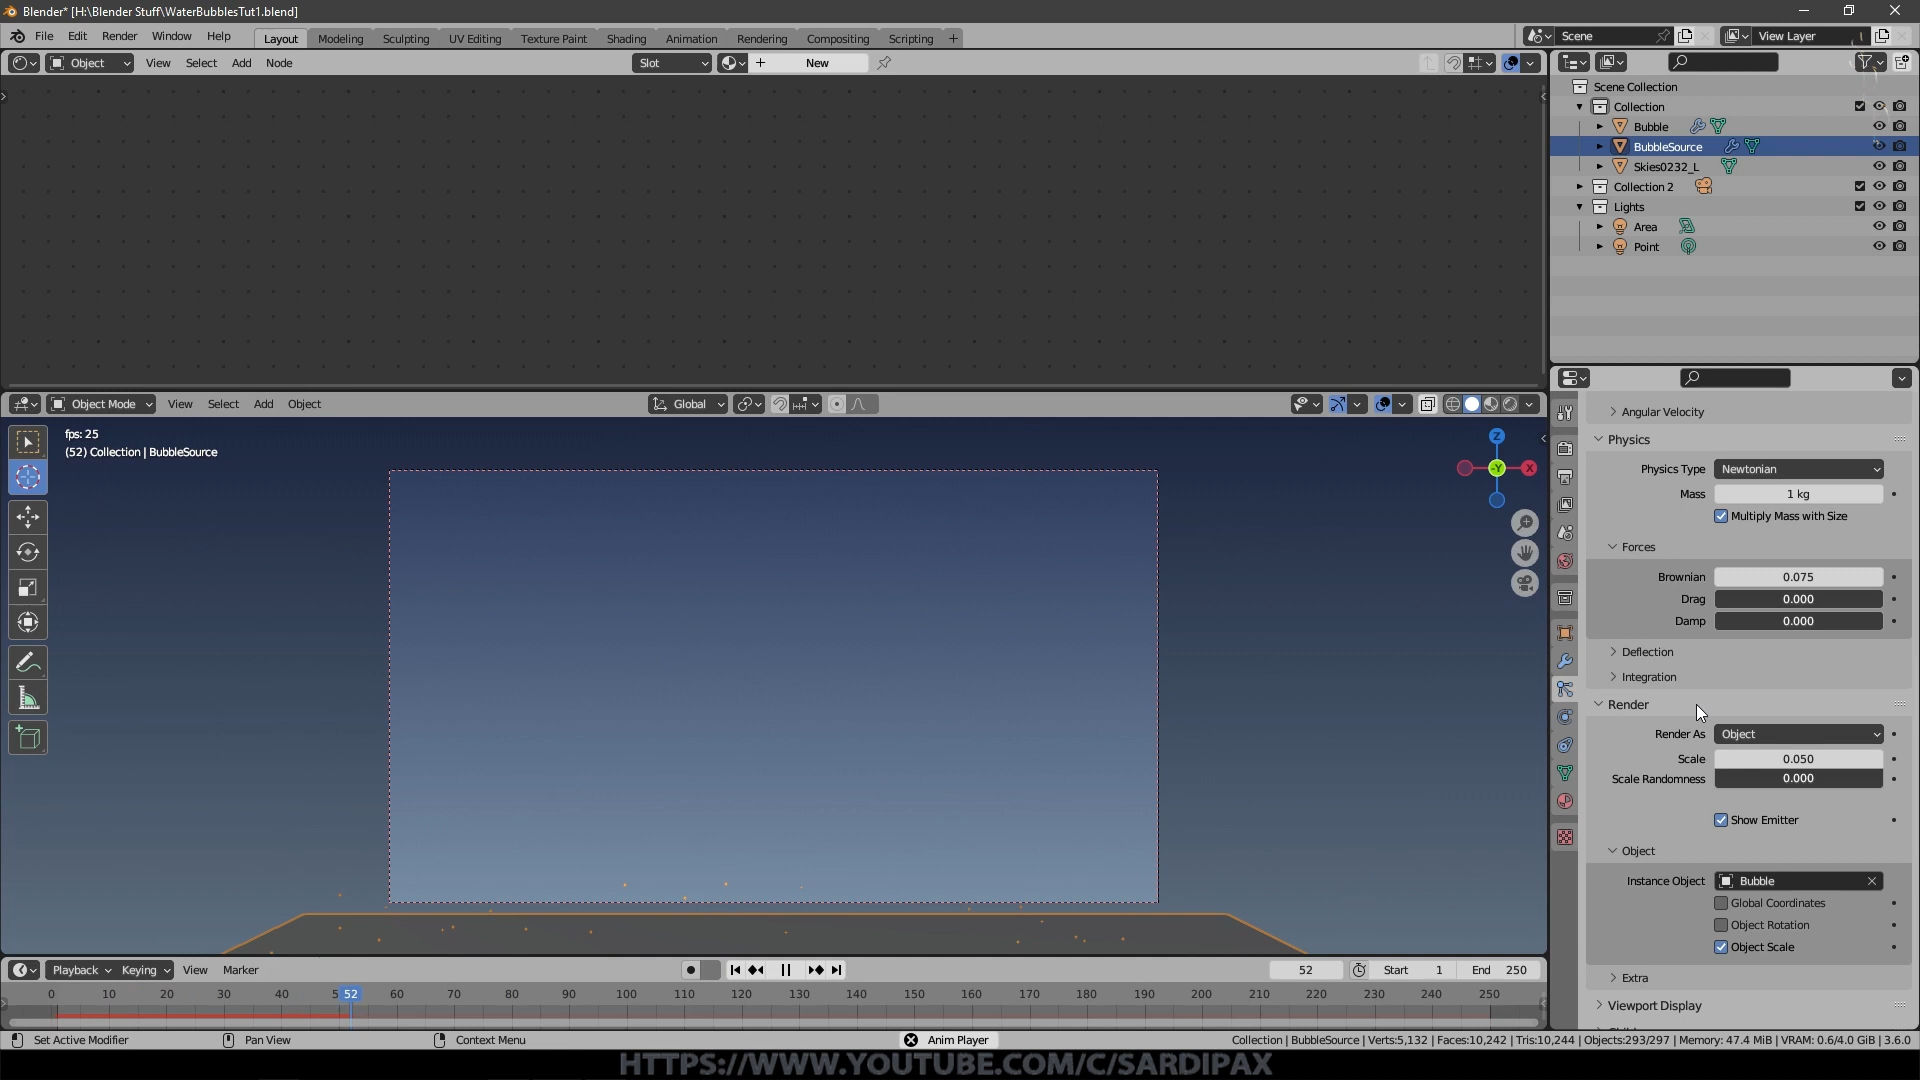 Blender* [H:\Blender Stuff\WaterBubblesTut1.blend]
File Edit Render Window Help Layout Modeling Sculpting UV Editing Texture Paint Shading Animation Rendering Compositing Scripting + Scene View Layer
Object View Select Add Node Slot New
Scene Collection
Collection
Bubble
BubbleSource
Skies0232_L
Collection 2
Lights
Area
Point
Object Mode View Select Add Object Global
fps: 25
(52) Collection | BubbleSource
Z
-Y
X
Angular Velocity
Physics
Physics Type Newtonian
Mass 1 kg
Multiply Mass with Size
Forces
Brownian 0.075
Drag 0.000
Damp 0.000
Deflection
Integration
Render
Render As Object
Scale 0.050
Scale Randomness 0.000
Show Emitter
Object
Instance Object Bubble
Global Coordinates
Object Rotation
Object Scale
Extra
Viewport Display
Playback Keying View Marker 52 Start 1 End 250
0 10 20 30 40 5 52 60 70 80 90 100 110 120 130 140 150 160 170 180 190 200 210 220 230 240 250
Set Active Modifier Pan View Context Menu Anim Player Collection | BubbleSource | Verts:5,132 | Faces:10,242 | Tris:10,244 | Objects:293/297 | Memory: 47.4 MiB | VRAM: 0.6/4.0 GiB | 3.6.0
HTTPS://WWW.YOUTUBE.COM/C/SARDIPAX